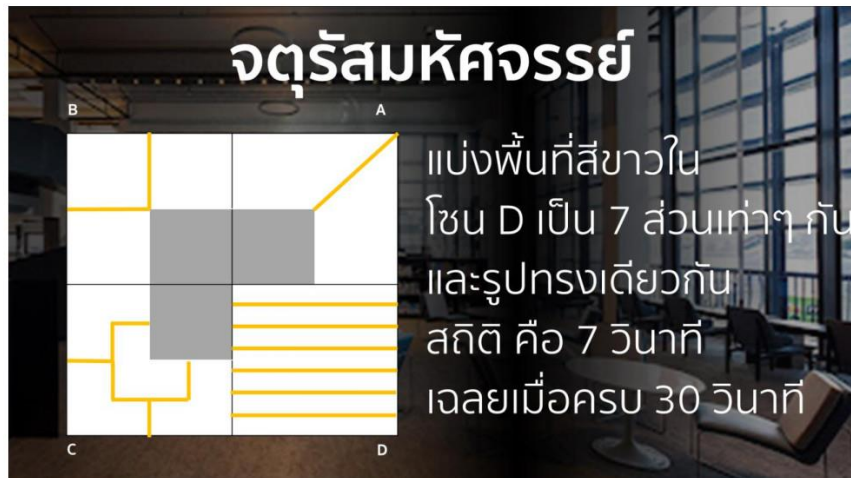 จตุรัสมหัศจรรย์
B
A
แบ่งพื้นที่สีขาวใน
โซน D เป็น 7 ส่วนเท่าๆ กัน
และรูปทรงเดียวกัน
สถิติ คือ 7 วินาที
เฉลยเมื่อครบ 30 วินาที
C
D